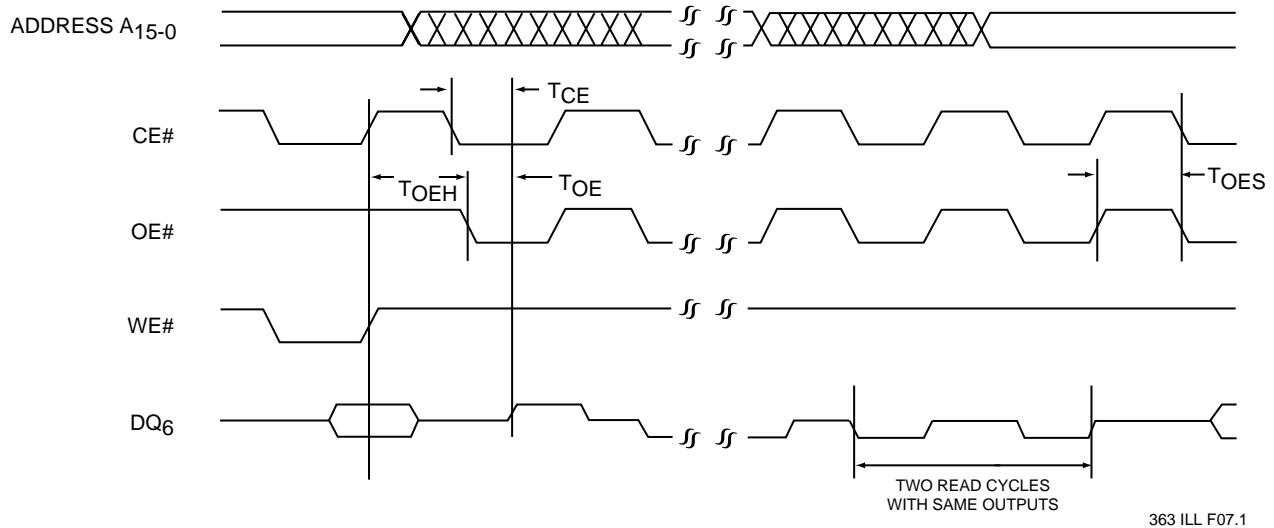 ADDRESS A15-0
TCE
CE#
TOEH
TOE
TOES
OE#
WE#
DQ6
TWO READ CYCLES
WITH SAME OUTPUTS
363 ILL F07.1